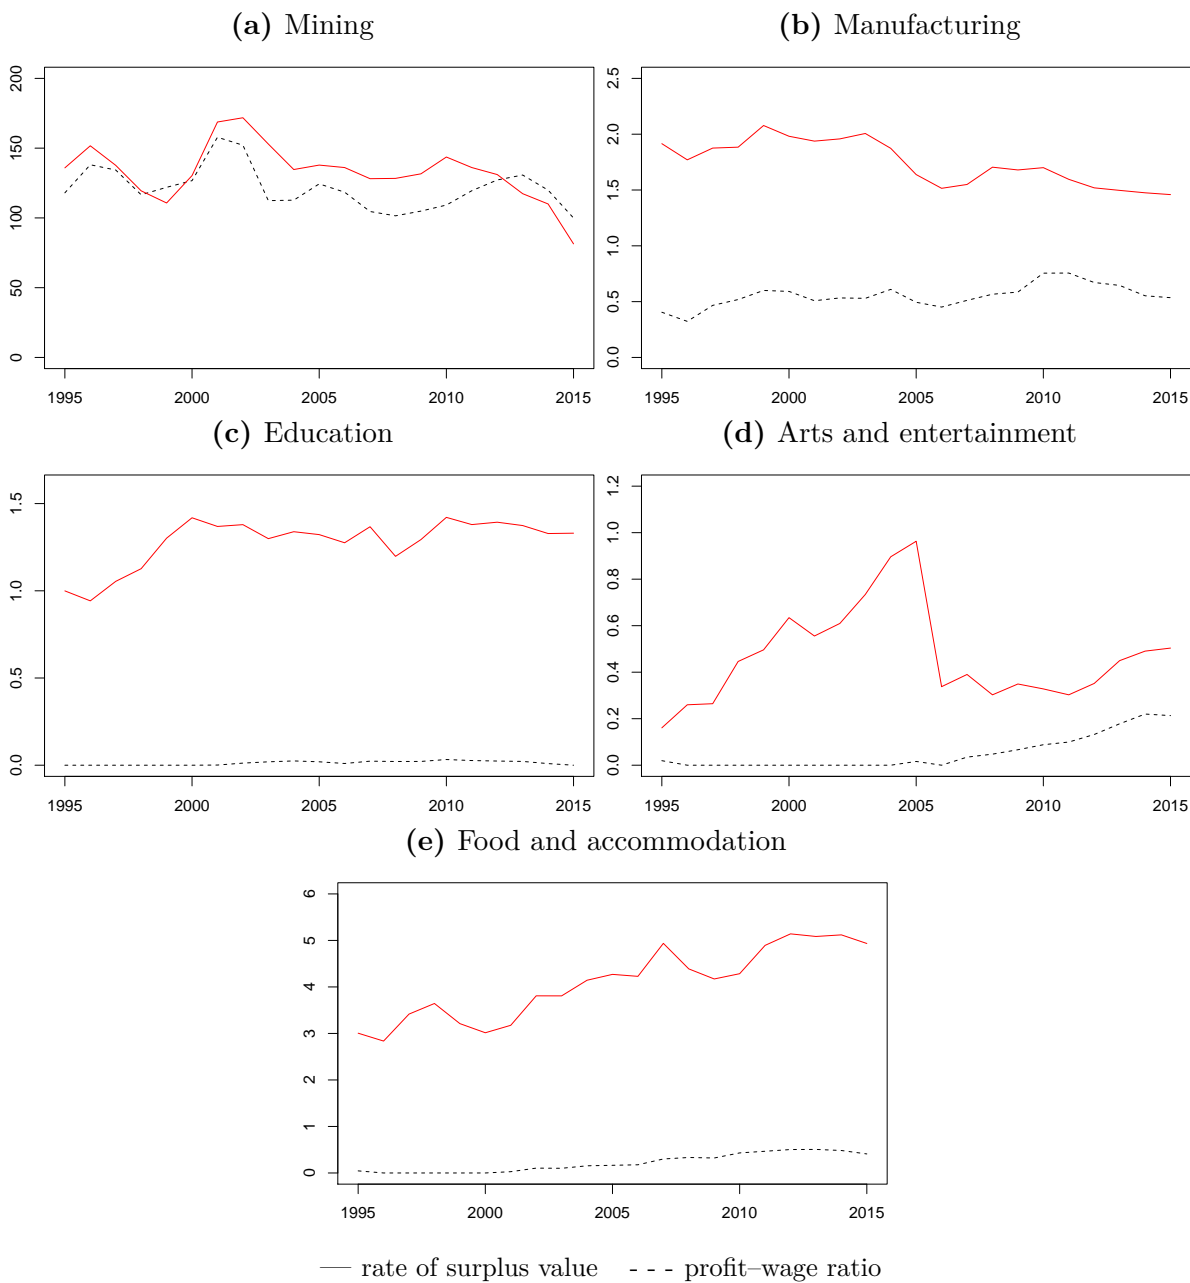 (a) Mining
(b) Manufacturing
200
150
100
50
0
1995 2000 2005 2010 2015
2.5
2.0
1.5
1.0
0.5
0.0
1995 2000 2005 2010 2015
(c) Education
(d) Arts and entertainment
1.5
1.0
0.5
0.0
1995 2000 2005 2010 2015
1.2
1.0
0.8
0.6
0.4
0.2
0.0
1995 2000 2005 2010 2015
(e) Food and accommodation
6
5
4
3
2
1
0
1995 2000 2005 2010 2015
rate of surplus value profit–wage ratio